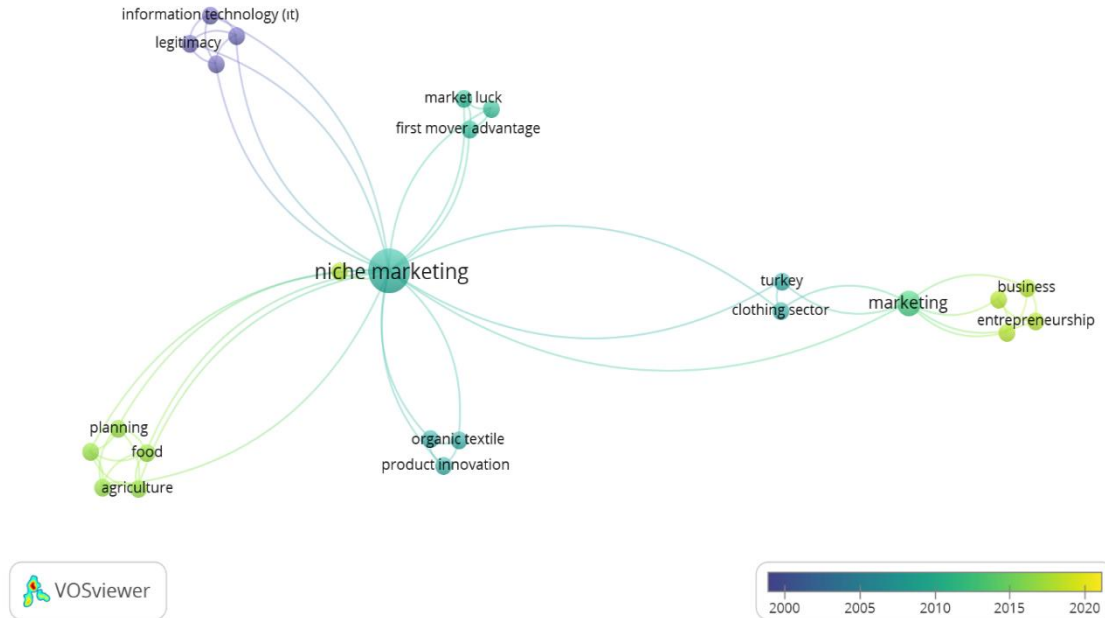 information technology (ıt)
legitimacy
market luck
first mover advantage
niche marketing
turkey
clothing sector
marketing
business
entrepreneurship
planning
food
agriculture
organic textile
product innovation
VOSviewer
2000 2005 2010 2015 2020